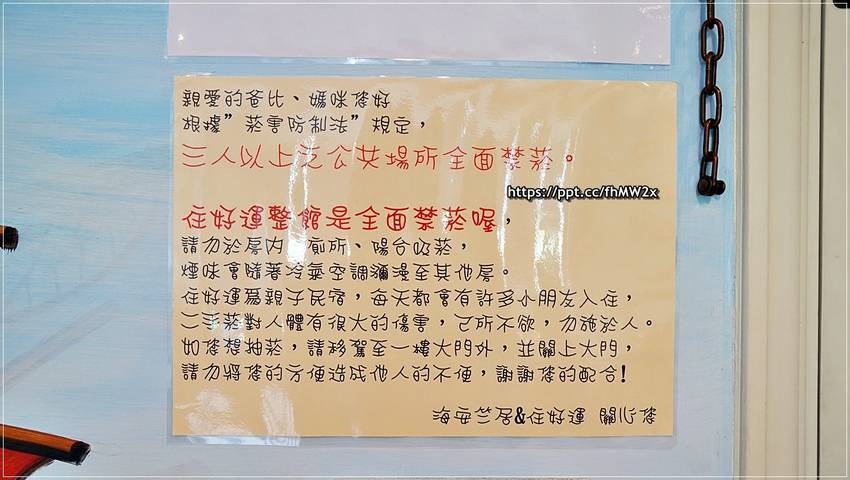 親愛的爸比、媽咪您好
根據”菸害防制法”規定，
三人以上之公共場所全面禁菸。
https://ppt.cc/fhMW2x
住好運整館是全面禁菸喔，
請勿於房內、廁所、陽台吸菸，
煙味會隨著冷氣空調瀰漫至其他房。
住好運為親子民宿，每天都會有許多小朋友入住，
二手菸對人體有很大的傷害，己所不欲，勿施於人。
如您想抽菸，請移駕至一樓大門外，並關上大門，
請勿將您的方便造成他人的不便，謝謝您的配合!
海安竺居&住好運 關心您